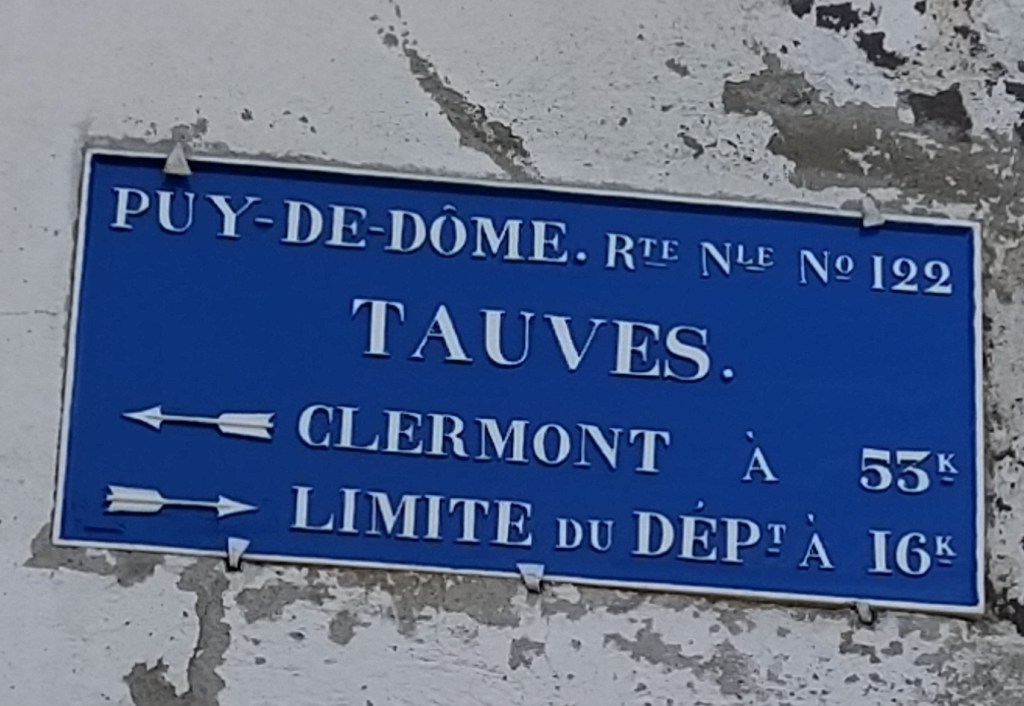 PUY-DE-DÔME. RTE NLE NO 122
TAUVES.
CLERMONT À 53K
LIMITE DU DÉPT À 16K